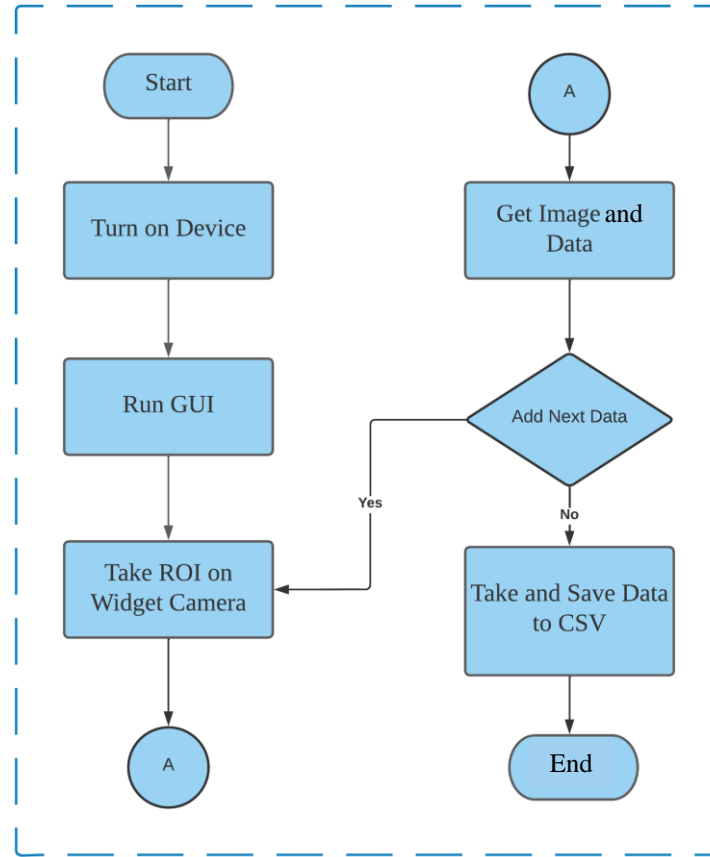 Start
Turn on Device
Run GUI
Take ROI on
Widget Camera
A
A
Get Image and
Data
Add Next Data
Yes
No
Take and Save Data
to CSV
End